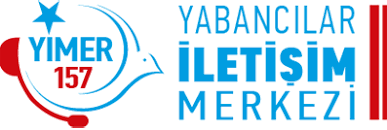 YİMER
157
YABANCILAR
İLETİŞİM
MERKEZİ